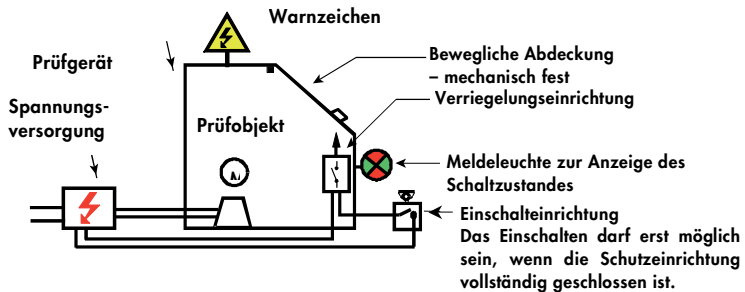 Warnzeichen
Prüfgerät
Bewegliche Abdeckung
– mechanisch fest
Verriegelungseinrichtung
Spannungs-
versorgung
Prüfobjekt
M
Meldeleuchte zur Anzeige des
Schaltzustandes
Einschalteinrichtung
Das Einschalten darf erst möglich
sein, wenn die Schutzeinrichtung
vollständig geschlossen ist.